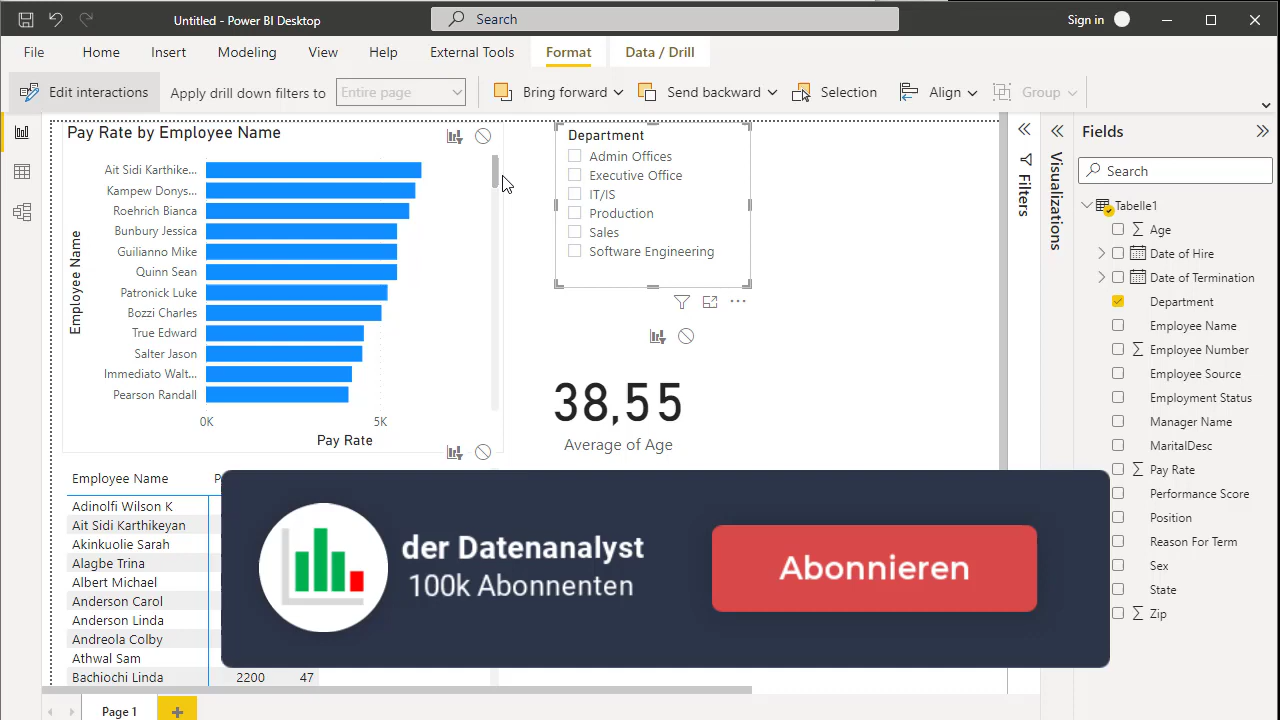 Untitled - Power BI Desktop
Search
Sign in
File
Home
Insert
Modeling
View
Help
External Tools
Format
Data / Drill
Edit interactions
Apply drill down filters to
Entire page
Bring forward
Send backward
Selection
Align
Group
Pay Rate by Employee Name
Employee Name
Ait Sidi Karthike...
Kampew Donys...
Roehrich Bianca
Bunbury Jessica
Guilianno Mike
Quinn Sean
Patronick Luke
Bozzi Charles
True Edward
Salter Jason
Immediato Walt...
Pearson Randall
0K
5K
Pay Rate
Department
Admin Offices
Executive Office
IT/IS
Production
Sales
Software Engineering
38,55
Average of Age
Employee Name
P
Adinolfi Wilson K
Ait Sidi Karthikeyan
Akinkuolie Sarah
Alagbe Trina
Albert Michael
Anderson Carol
Anderson Linda
Andreola Colby
Athwal Sam
Bachiochi Linda
2200
47
der Datenanalyst
100k Abonnenten
Abonnieren
Filters
Visualizations
Fields
Search
Tabelle1
Age
Date of Hire
Date of Termination
Department
Employee Name
Employee Number
Employee Source
Employment Status
Manager Name
MaritalDesc
Pay Rate
Performance Score
Position
Reason For Term
Sex
State
Zip
Page 1